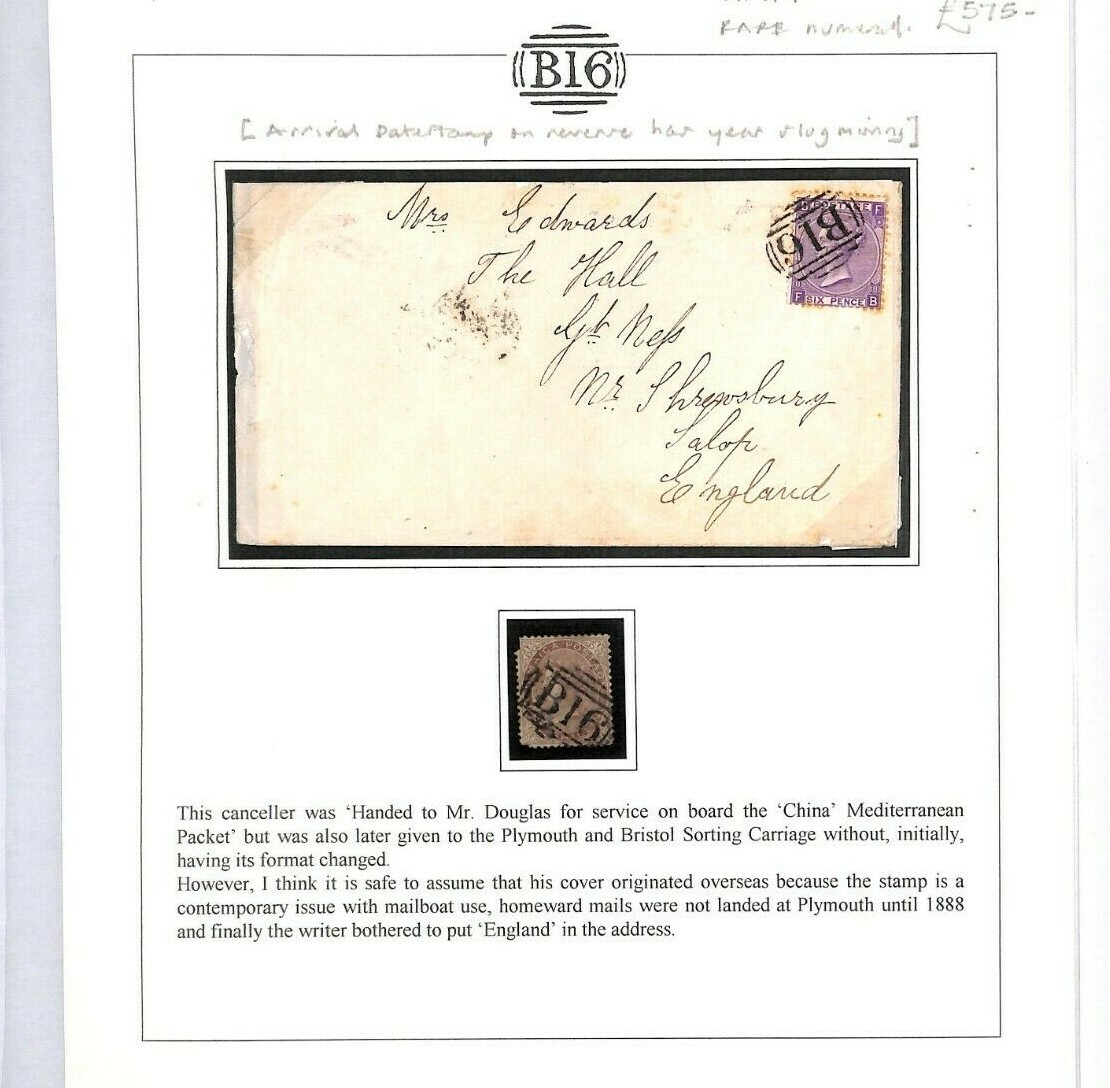 RARE numeral. £575-
B16
[Arrival Datestamp on reverse has year slug missing]
Mrs Edwards
The Hall
Gt Ness
Nr Shrewsbury
Salop
England
B16
POSTAGE F
F SIX PENCE B
B16
This canceller was ‘Handed to Mr. Douglas for service on board the ‘China’ Mediterranean
Packet’ but was also later given to the Plymouth and Bristol Sorting Carriage without, initially,
having its format changed.
However, I think it is safe to assume that his cover originated overseas because the stamp is a
contemporary issue with mailboat use, homeward mails were not landed at Plymouth until 1888
and finally the writer bothered to put ‘England’ in the address.